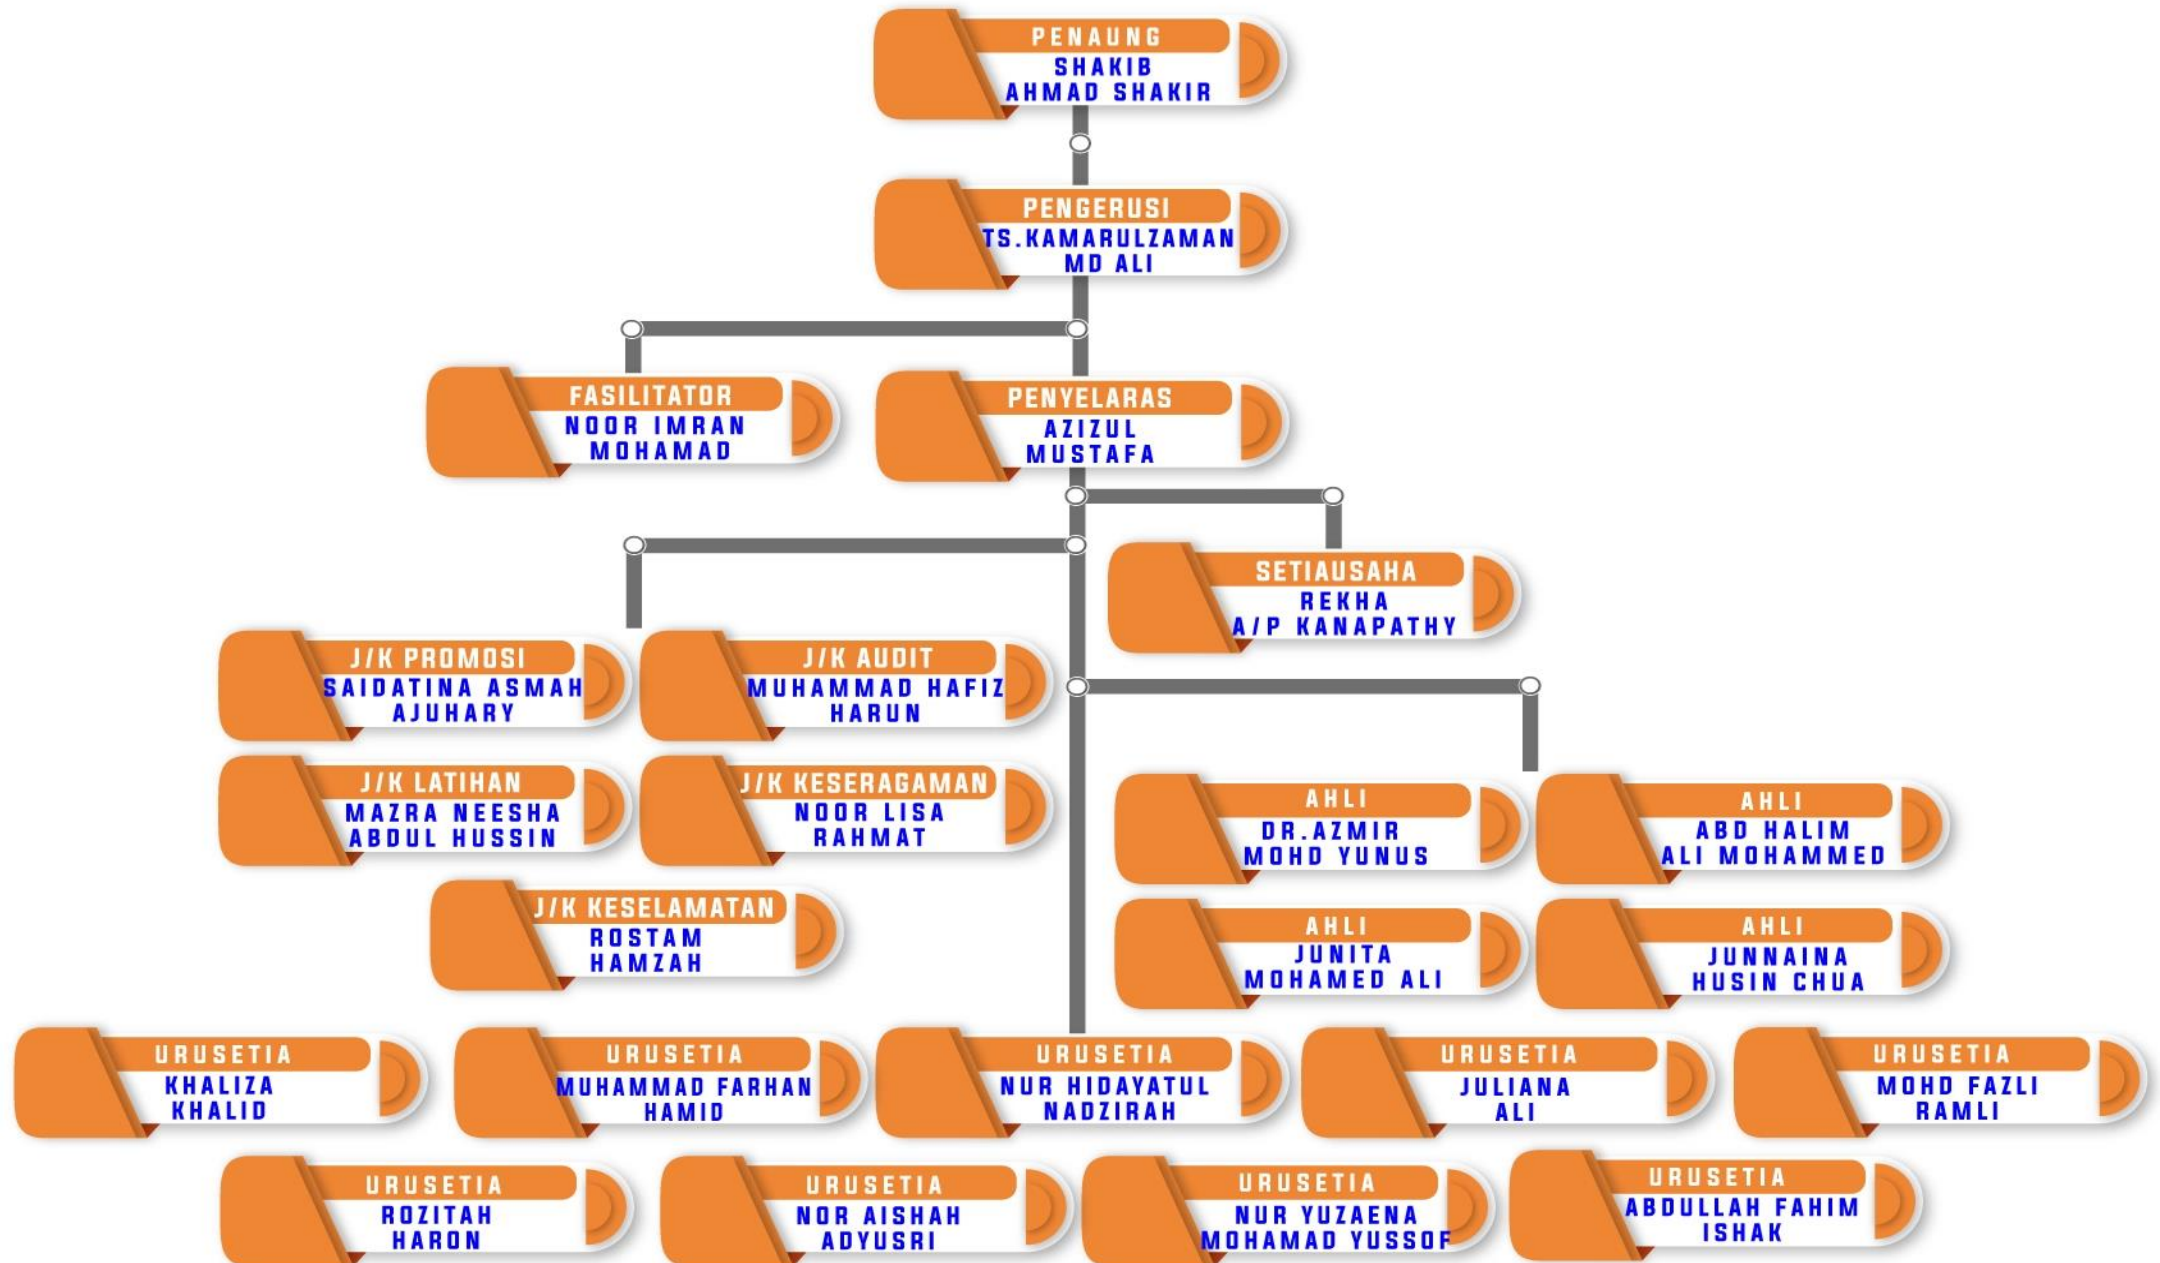 PENAUNG
SHAKIB
AHMAD SHAKIR
PENGERUSI
TS.KAMARULZAMAN
MD ALI
FASILITATOR
NOOR IMRAN
MOHAMAD
PENYELARAS
AZIZUL
MUSTAFA
SETIAUSAHA
REKHA
A/P KANAPATHY
J/K PROMOSI
SAIDATINA ASMAH
AJUHARY
J/K AUDIT
MUHAMMAD HAFIZ
HARUN
J/K LATIHAN
MAZRA NEESHA
ABDUL HUSSIN
J/K KESERAGAMAN
NOOR LISA
RAHMAT
J/K KESELAMATAN
ROSTAM
HAMZAH
AHLI
DR.AZMIR
MOHD YUNUS
AHLI
ABD HALIM
ALI MOHAMMED
AHLI
JUNITA
MOHAMED ALI
AHLI
JUNNAINA
HUSIN CHUA
URUSETIA
KHALIZA
KHALID
URUSETIA
MUHAMMAD FARHAN
HAMID
URUSETIA
NUR HIDAYATUL
NADZIRAH
URUSETIA
JULIANA
ALI
URUSETIA
MOHD FAZLI
RAMLI
URUSETIA
ROZITAH
HARON
URUSETIA
NOR AISHAH
ADYUSRI
URUSETIA
NUR YUZAENA
MOHAMAD YUSSOF
URUSETIA
ABDULLAH FAHIM
ISHAK